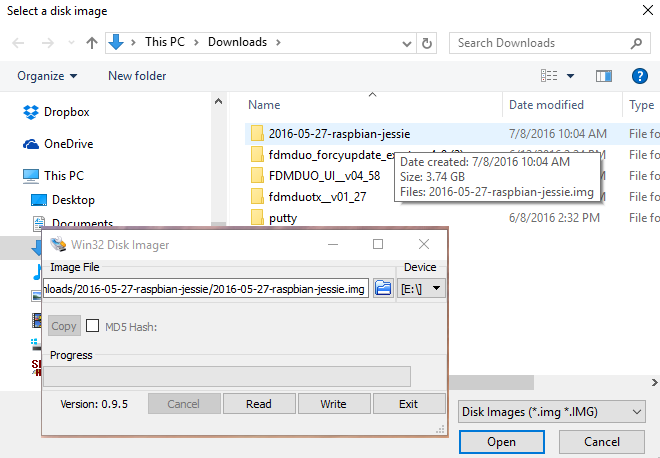 Select a disk image
This PC
Downloads
Search Downloads
Organize
New folder
Name
Date modified
Type
Dropbox
OneDrive
This PC
Desktop
Documents
2016-05-27-raspbian-jessie
7/8/2016 10:04 AM
File fo
fdmduo_forcyupdate_
File fo
FDMDUO_UI__v04_58
File fo
fdmduotx__v01_27
File fo
putty
6/8/2016 2:32 PM
File fo
Date created: 7/8/2016 10:04 AM
Size: 3.74 GB
Files: 2016-05-27-raspbian-jessie.img
Win32 Disk Imager
Image File
Device
nloads/2016-05-27-raspbian-jessie/2016-05-27-raspbian-jessie.img
[E:\]
Copy
MD5 Hash:
Progress
Version: 0.9.5
Cancel
Read
Write
Exit
Disk Images (*.img *.IMG)
Open
Cancel